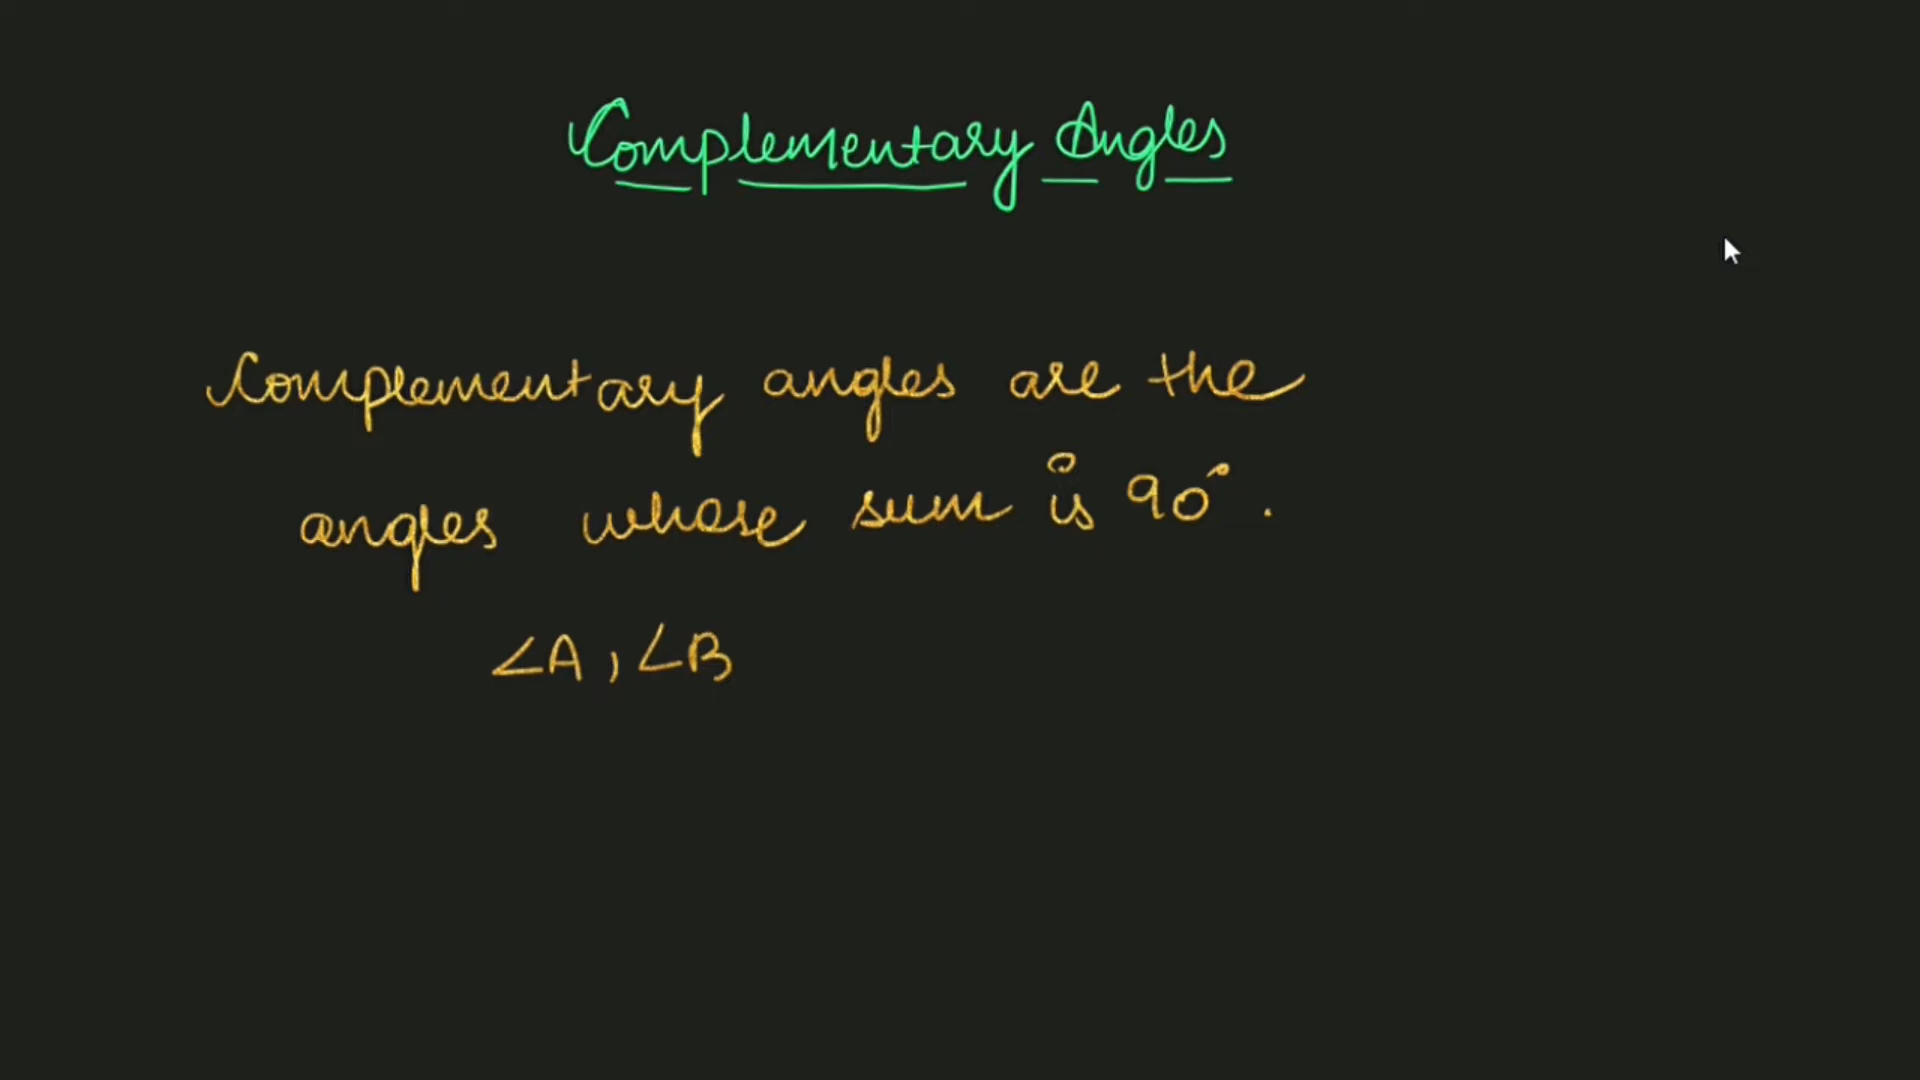 Complementary Angles
Complementary angles are the
angles whose sum is 90°.
∠A, ∠B